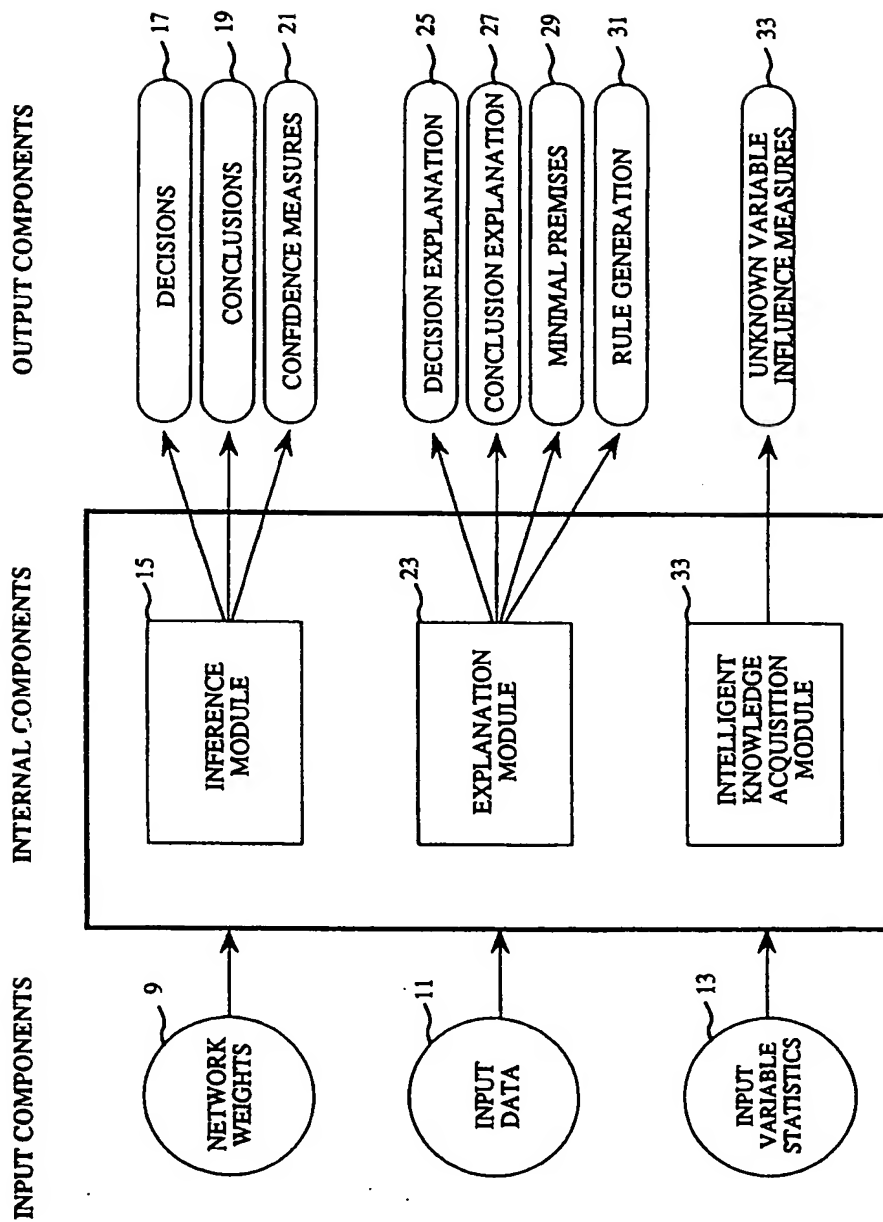 INPUT COMPONENTS
INTERNAL COMPONENTS
OUTPUT COMPONENTS
9
NETWORK
WEIGHTS
15
INFERENCE
MODULE
DECISIONS
17
CONCLUSIONS
19
CONFIDENCE MEASURES
21
11
INPUT
DATA
23
EXPLANATION
MODULE
DECISION EXPLANATION
25
CONCLUSION EXPLANATION
27
MINIMAL PREMISES
29
RULE GENERATION
31
13
INPUT
VARIABLE
STATISTICS
33
INTELLIGENT
KNOWLEDGE
ACQUISITION
MODULE
UNKNOWN VARIABLE
INFLUENCE MEASURES
33